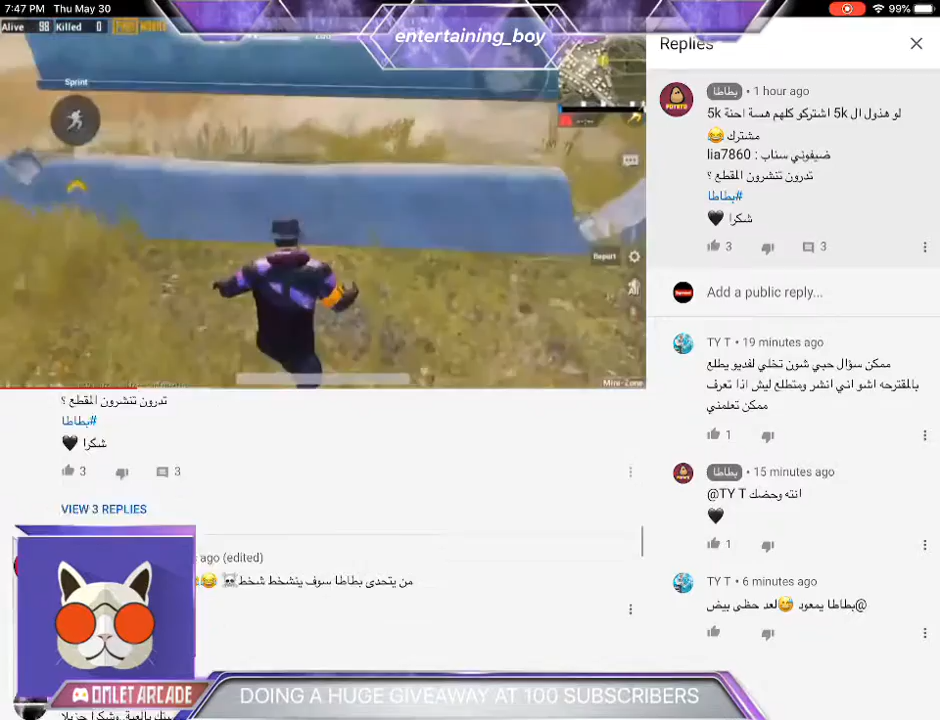 7:47 PM Thu May 30
99%
Alive 98 Killed 0
entertaining_boy
Sprint
Report
All
Replies
بطاطا • 1 hour ago
لو هذول ال 5k اشتركو كلهم هسة احنة 5k
مشترك 😂
ضيفوني سناب : lia7860
تدرون تنشرون المقطع ؟
#بطاطا
شكرا 🖤
3
3
Add a public reply...
TY T • 19 minutes ago
ممكن سؤال حبي شون تخلي لفديو يطلع
بالمقترحه اشو اني انشر ومتطلع ليش اذا تعرف
ممكن تعلمني
1
بطاطا • 15 minutes ago
@TY T انته وحضك
🖤
1
TY T • 6 minutes ago
@بطاطا يمعود 😅لعد حظي بيض
تدرون تنشرون المقطع ؟
#بطاطا
شكرا 🖤
3
3
VIEW 3 REPLIES
ago (edited)
من يتحدى بطاطا سوف ينشخط شخط☠😂
OMLET ARCADE
DOING A HUGE GIVEAWAY AT 100 SUBSCRIBERS